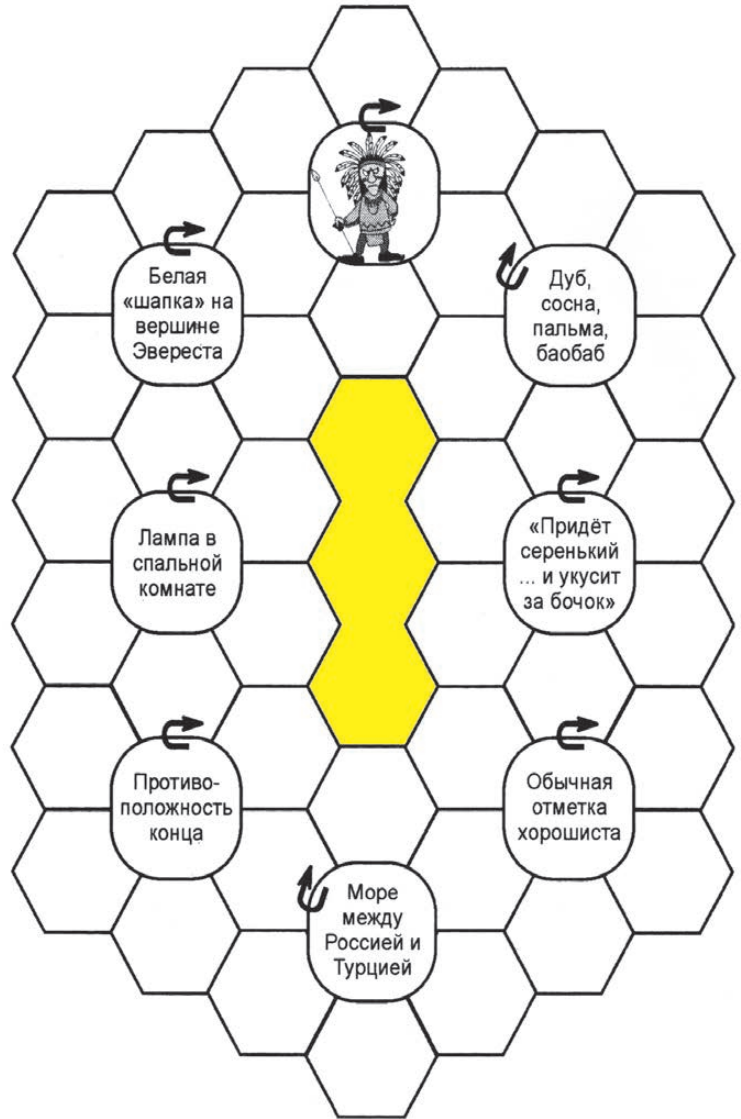 Белая
«шапка» на
вершине
Эвереста
Дуб,
сосна,
пальма,
баобаб
Лампа в
спальной
комнате
«Придёт
серенький
... и укусит
за бочок»
Противо-
положность
конца
Обычная
отметка
хорошиста
Море
между
Россией и
Турцией